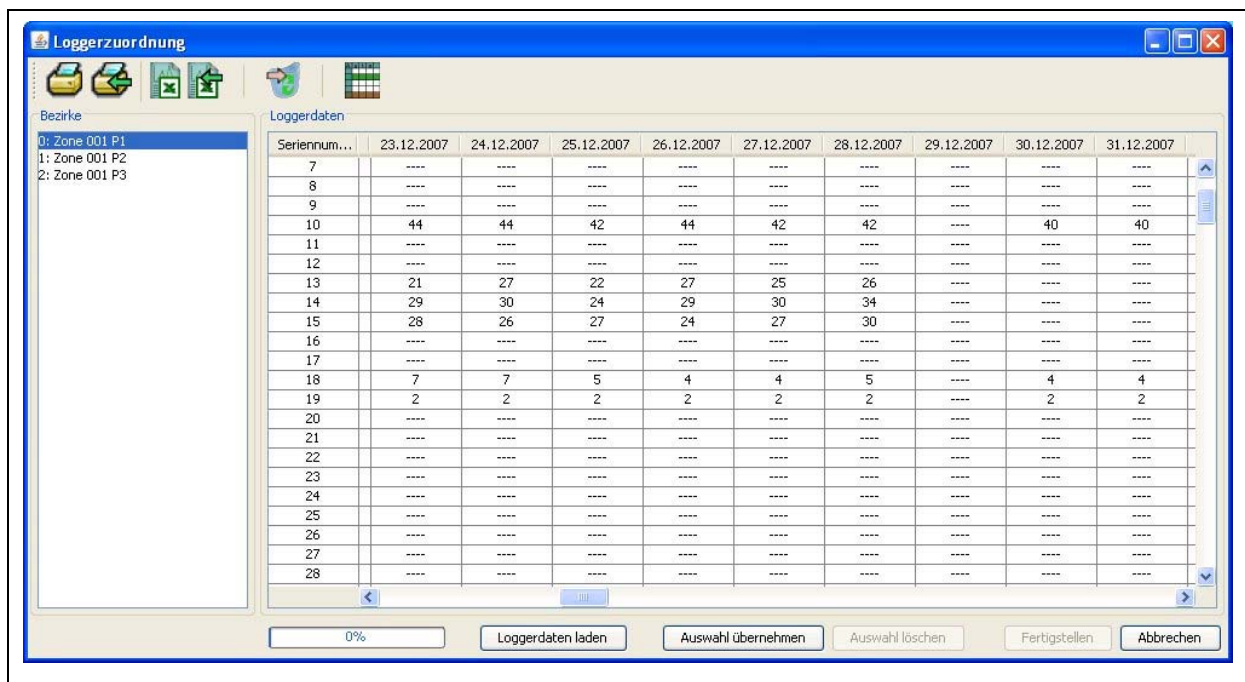 Loggerzuordnung
Bezirke
0: Zone 001 P1
1: Zone 001 P2
2: Zone 001 P3
Loggerdaten
Seriennum... 23.12.2007 24.12.2007 25.12.2007 26.12.2007 27.12.2007 28.12.2007 29.12.2007 30.12.2007 31.12.2007
7 ---- ---- ---- ---- ---- ---- ---- ---- ----
8 ---- ---- ---- ---- ---- ---- ---- ---- ----
9 ---- ---- ---- ---- ---- ---- ---- ---- ----
10 44 44 42 44 42 42 ---- 40 40
11 ---- ---- ---- ---- ---- ---- ---- ---- ----
12 ---- ---- ---- ---- ---- ---- ---- ---- ----
13 21 27 22 27 25 26 ---- ---- ----
14 29 30 24 29 30 34 ---- ---- ----
15 28 26 27 24 27 30 ---- ---- ----
16 ---- ---- ---- ---- ---- ---- ---- ---- ----
17 ---- ---- ---- ---- ---- ---- ---- ---- ----
18 7 7 5 4 4 5 ---- 4 4
19 2 2 2 2 2 2 ---- 2 2
20 ---- ---- ---- ---- ---- ---- ---- ---- ----
21 ---- ---- ---- ---- ---- ---- ---- ---- ----
22 ---- ---- ---- ---- ---- ---- ---- ---- ----
23 ---- ---- ---- ---- ---- ---- ---- ---- ----
24 ---- ---- ---- ---- ---- ---- ---- ---- ----
25 ---- ---- ---- ---- ---- ---- ---- ---- ----
26 ---- ---- ---- ---- ---- ---- ---- ---- ----
27 ---- ---- ---- ---- ---- ---- ---- ---- ----
28 ---- ---- ---- ---- ---- ---- ---- ---- ----
0% Loggerdaten laden Auswahl übernehmen Auswahl löschen Fertigstellen Abbrechen